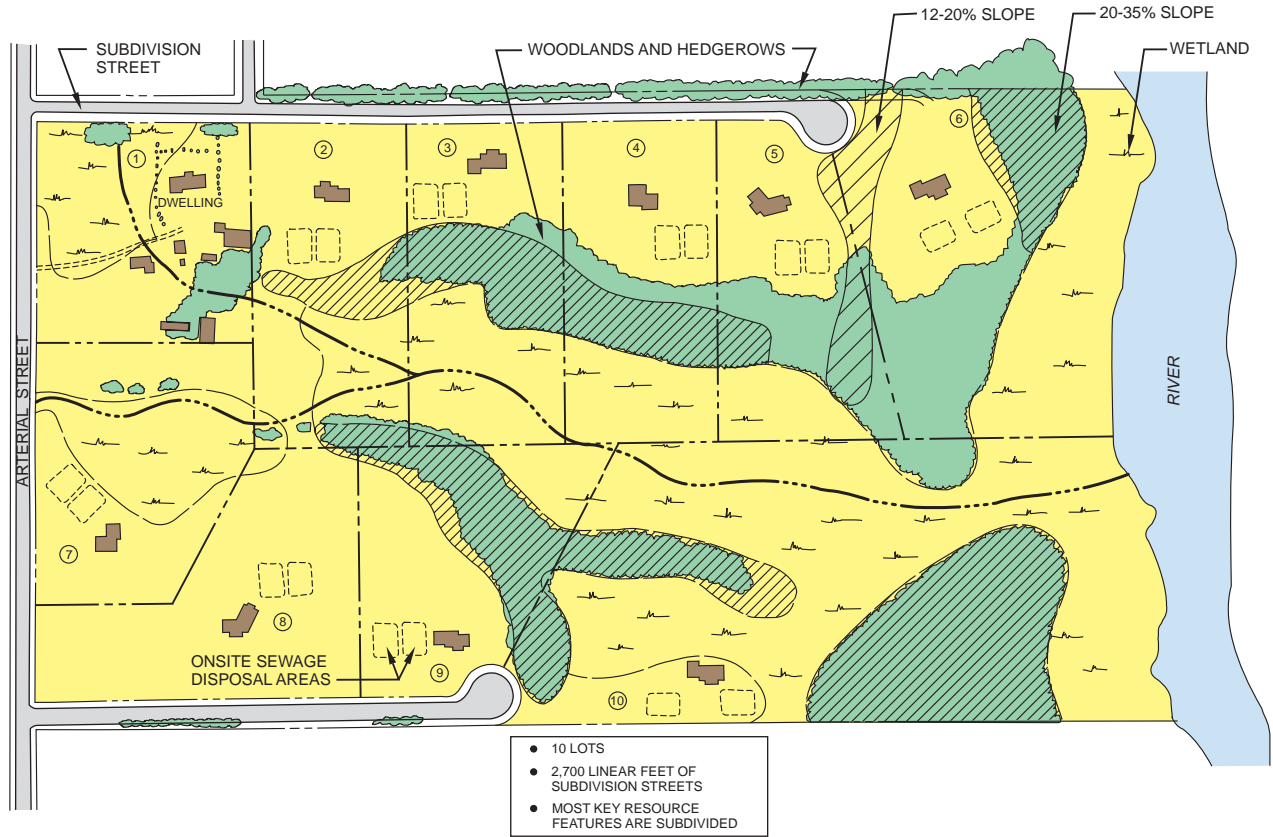 12-20% SLOPE
20-35% SLOPE
SUBDIVISION
STREET
WOODLANDS AND HEDGEROWS
WETLAND
1
2
3
4
5
6
DWELLING
ARTERIAL STREET
RIVER
7
8
9
10
ONSITE SEWAGE
DISPOSAL AREAS
● 10 LOTS
● 2,700 LINEAR FEET OF
SUBDIVISION STREETS
● MOST KEY RESOURCE
FEATURES ARE SUBDIVIDED